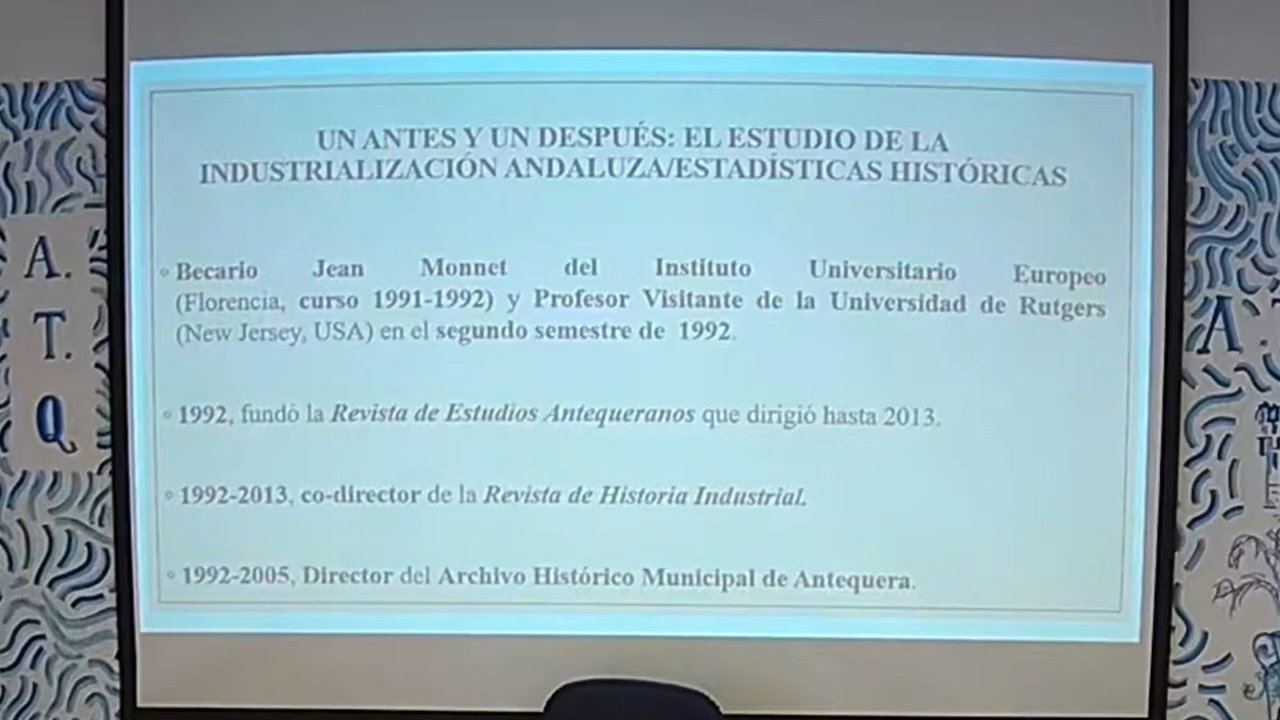 UN ANTES Y UN DESPUÉS: EL ESTUDIO DE LA
INDUSTRIALIZACIÓN ANDALUZA/ESTADÍSTICAS HISTÓRICAS
Becario Jean Monnet del Instituto Universitario Europeo
(Florencia, curso 1991-1992) y Profesor Visitante de la Universidad de Rutgers
(New Jersey, USA) en el segundo semestre de 1992.
1992, fundó la Revista de Estudios Antequeranos que dirigió hasta 2013.
1992-2013, co-director de la Revista de Historia Industrial.
1992-2005, Director del Archivo Histórico Municipal de Antequera.
A.
T.
Q
A.